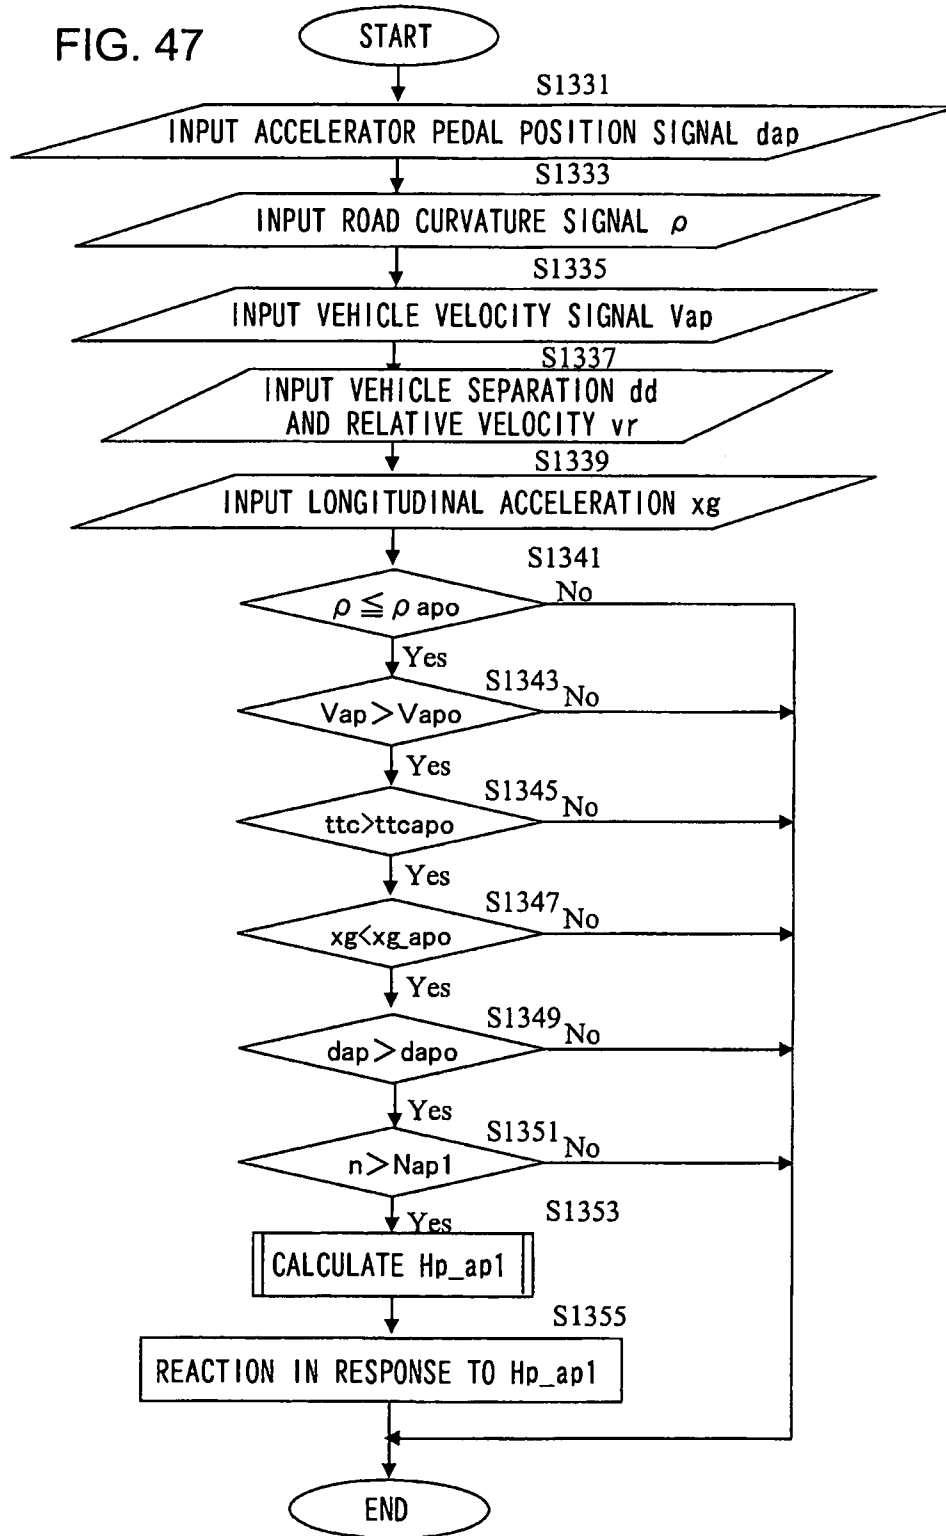 FIG. 47
START
S1331
INPUT ACCELERATOR PEDAL POSITION SIGNAL dap
S1333
INPUT ROAD CURVATURE SIGNAL ρ
S1335
INPUT VEHICLE VELOCITY SIGNAL Vap
S1337
INPUT VEHICLE SEPARATION dd
AND RELATIVE VELOCITY vr
S1339
INPUT LONGITUDINAL ACCELERATION xg
S1341
ρ ≦ ρ apo
No
Yes
S1343
Vap > Vapo
No
Yes
S1345
ttc>ttcapo
No
Yes
S1347
xg<xg_apo
No
Yes
S1349
dap > dapo
No
Yes
S1351
n > Nap1
No
Yes
S1353
CALCULATE Hp_ap1
S1355
REACTION IN RESPONSE TO Hp_ap1
END